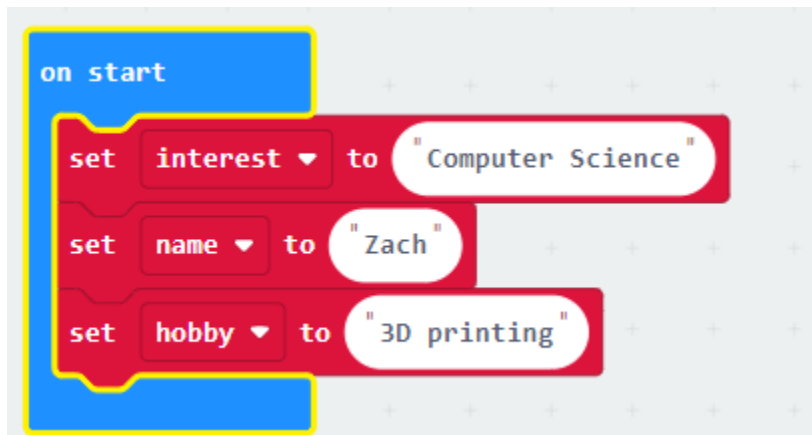 on start
set interest to "Computer Science"
set name to "Zach"
set hobby to "3D printing"